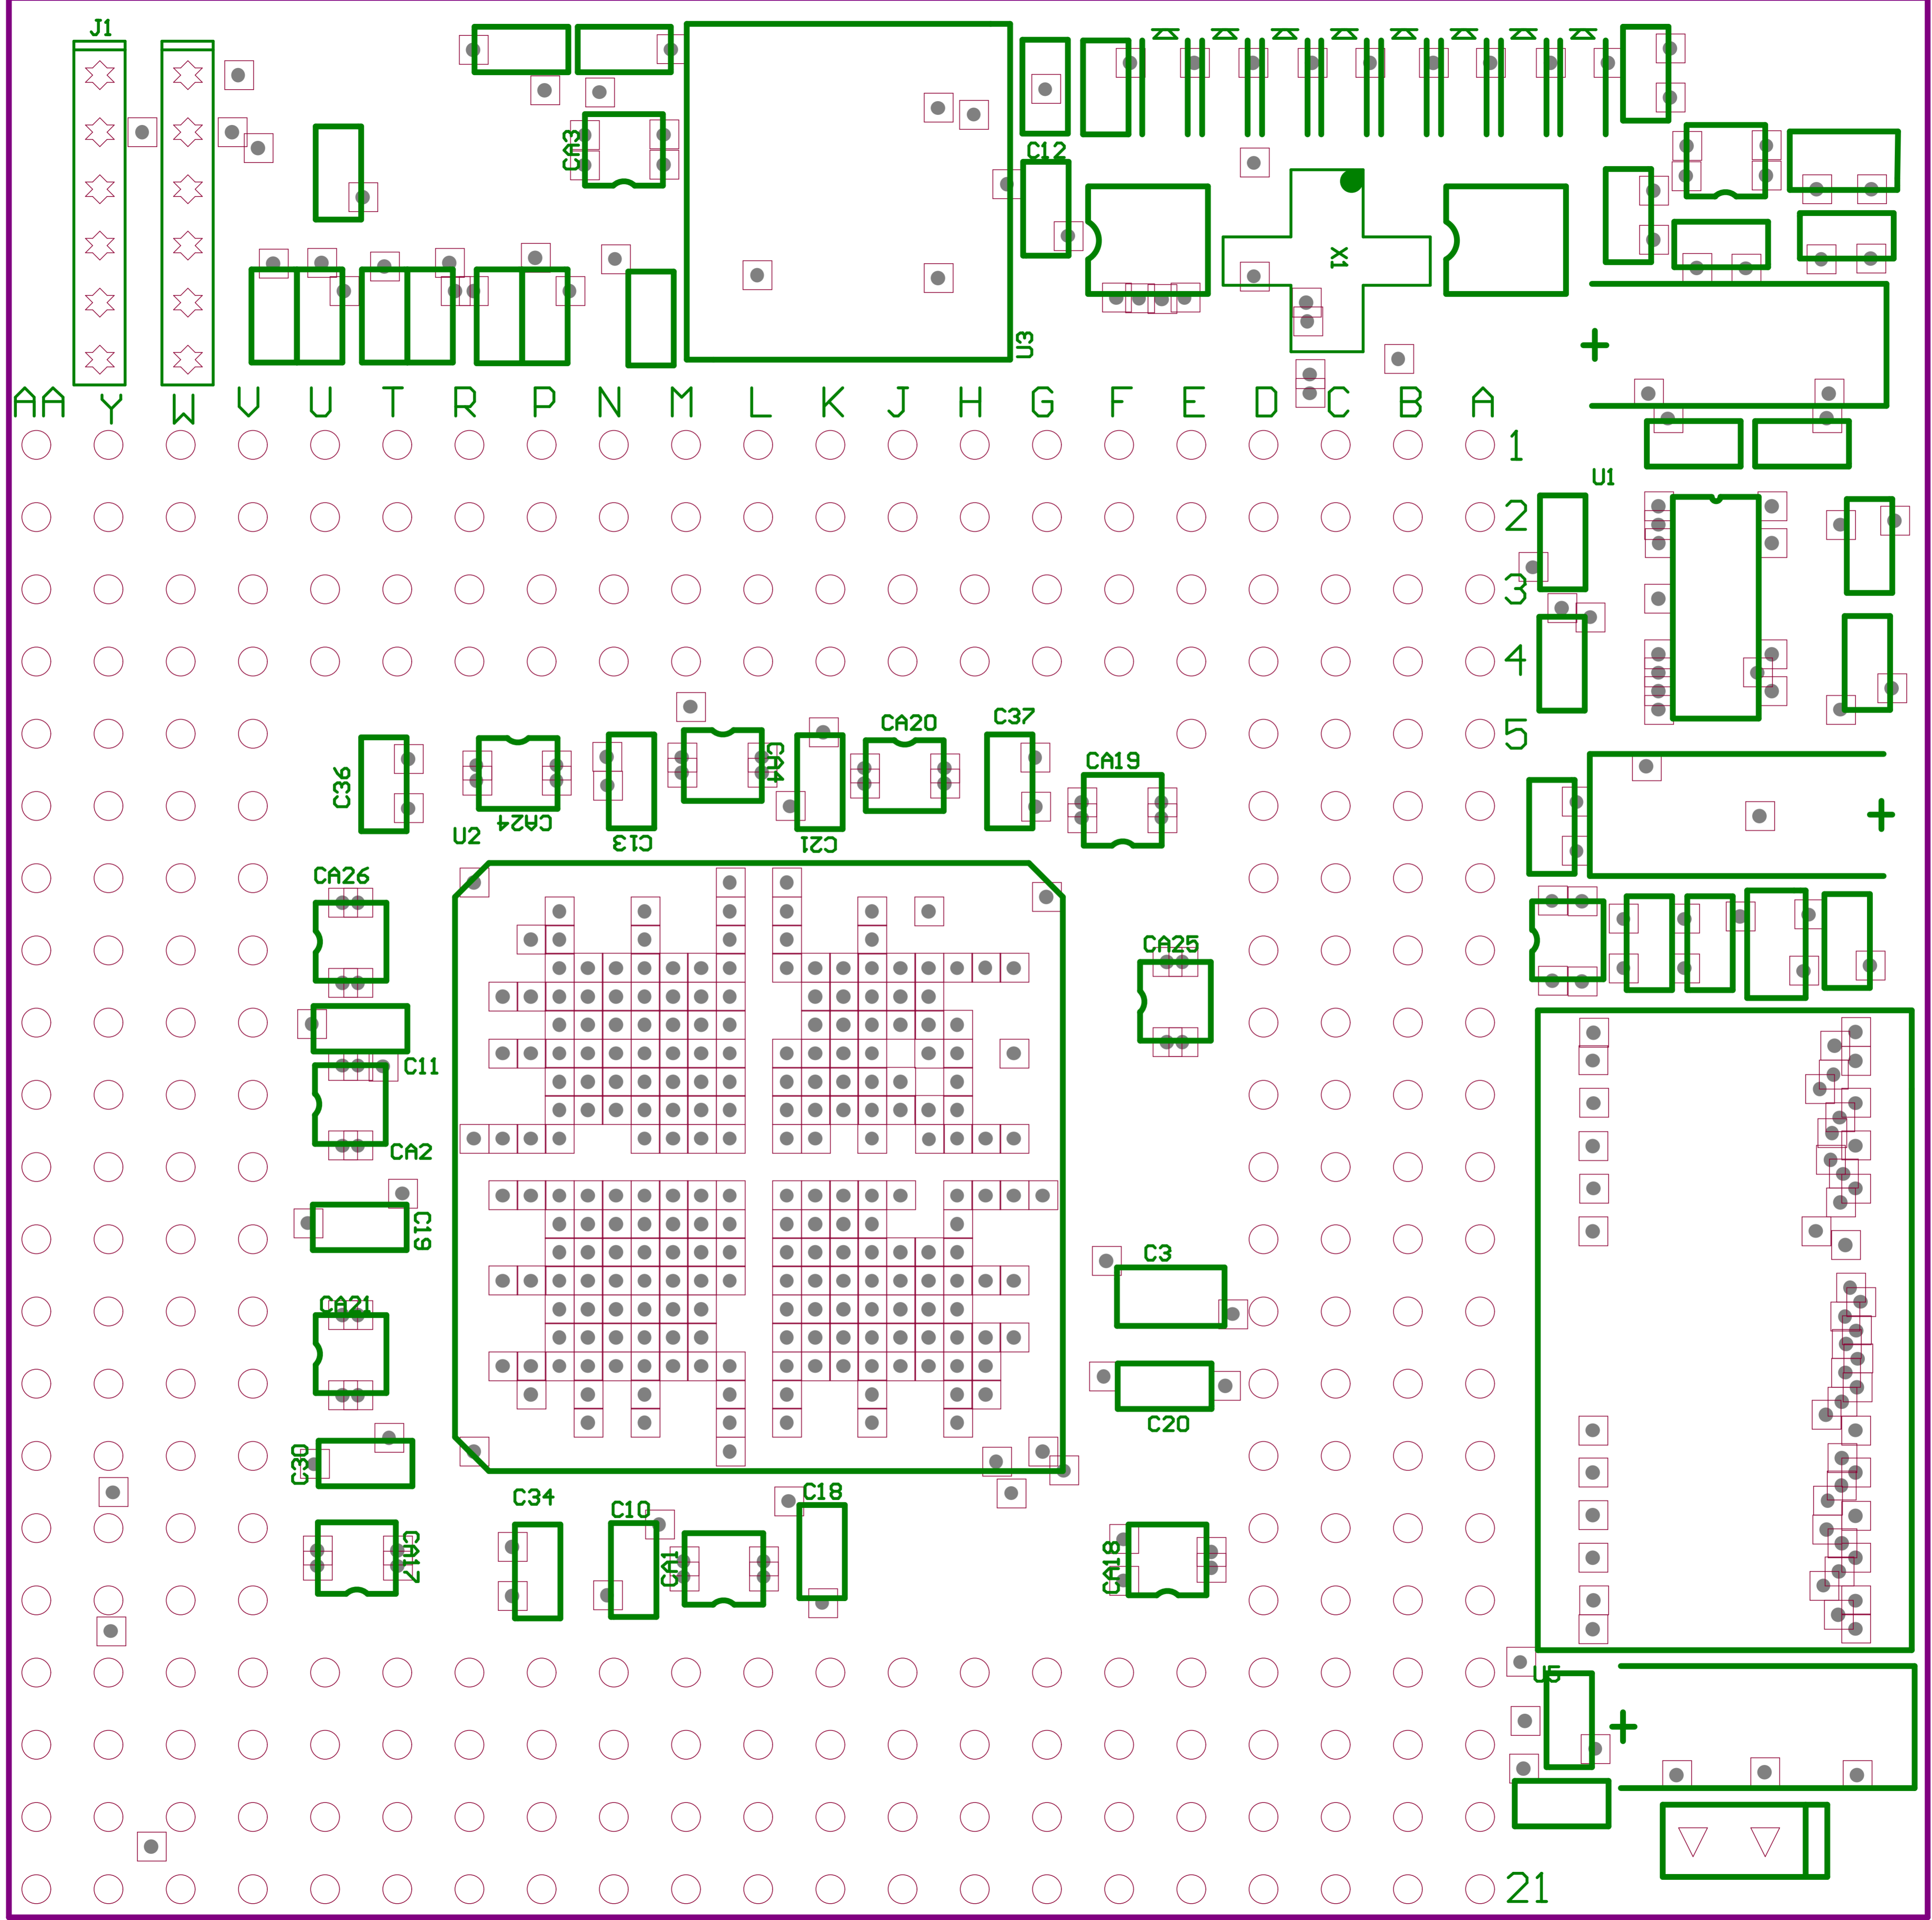 J1
CA3
C12
X1
U3
AA Y W V U T R P N M L K J H G F E D C B A
1
U1
2
3
4
5
C36
CA24
C13
CA4
C21
CA20
C37
CA19
U2
CA26
CA25
C11
CA2
C19
C3
CA21
C20
C30
C34
C10
C18
CA17
CA1
CA18
U5
21